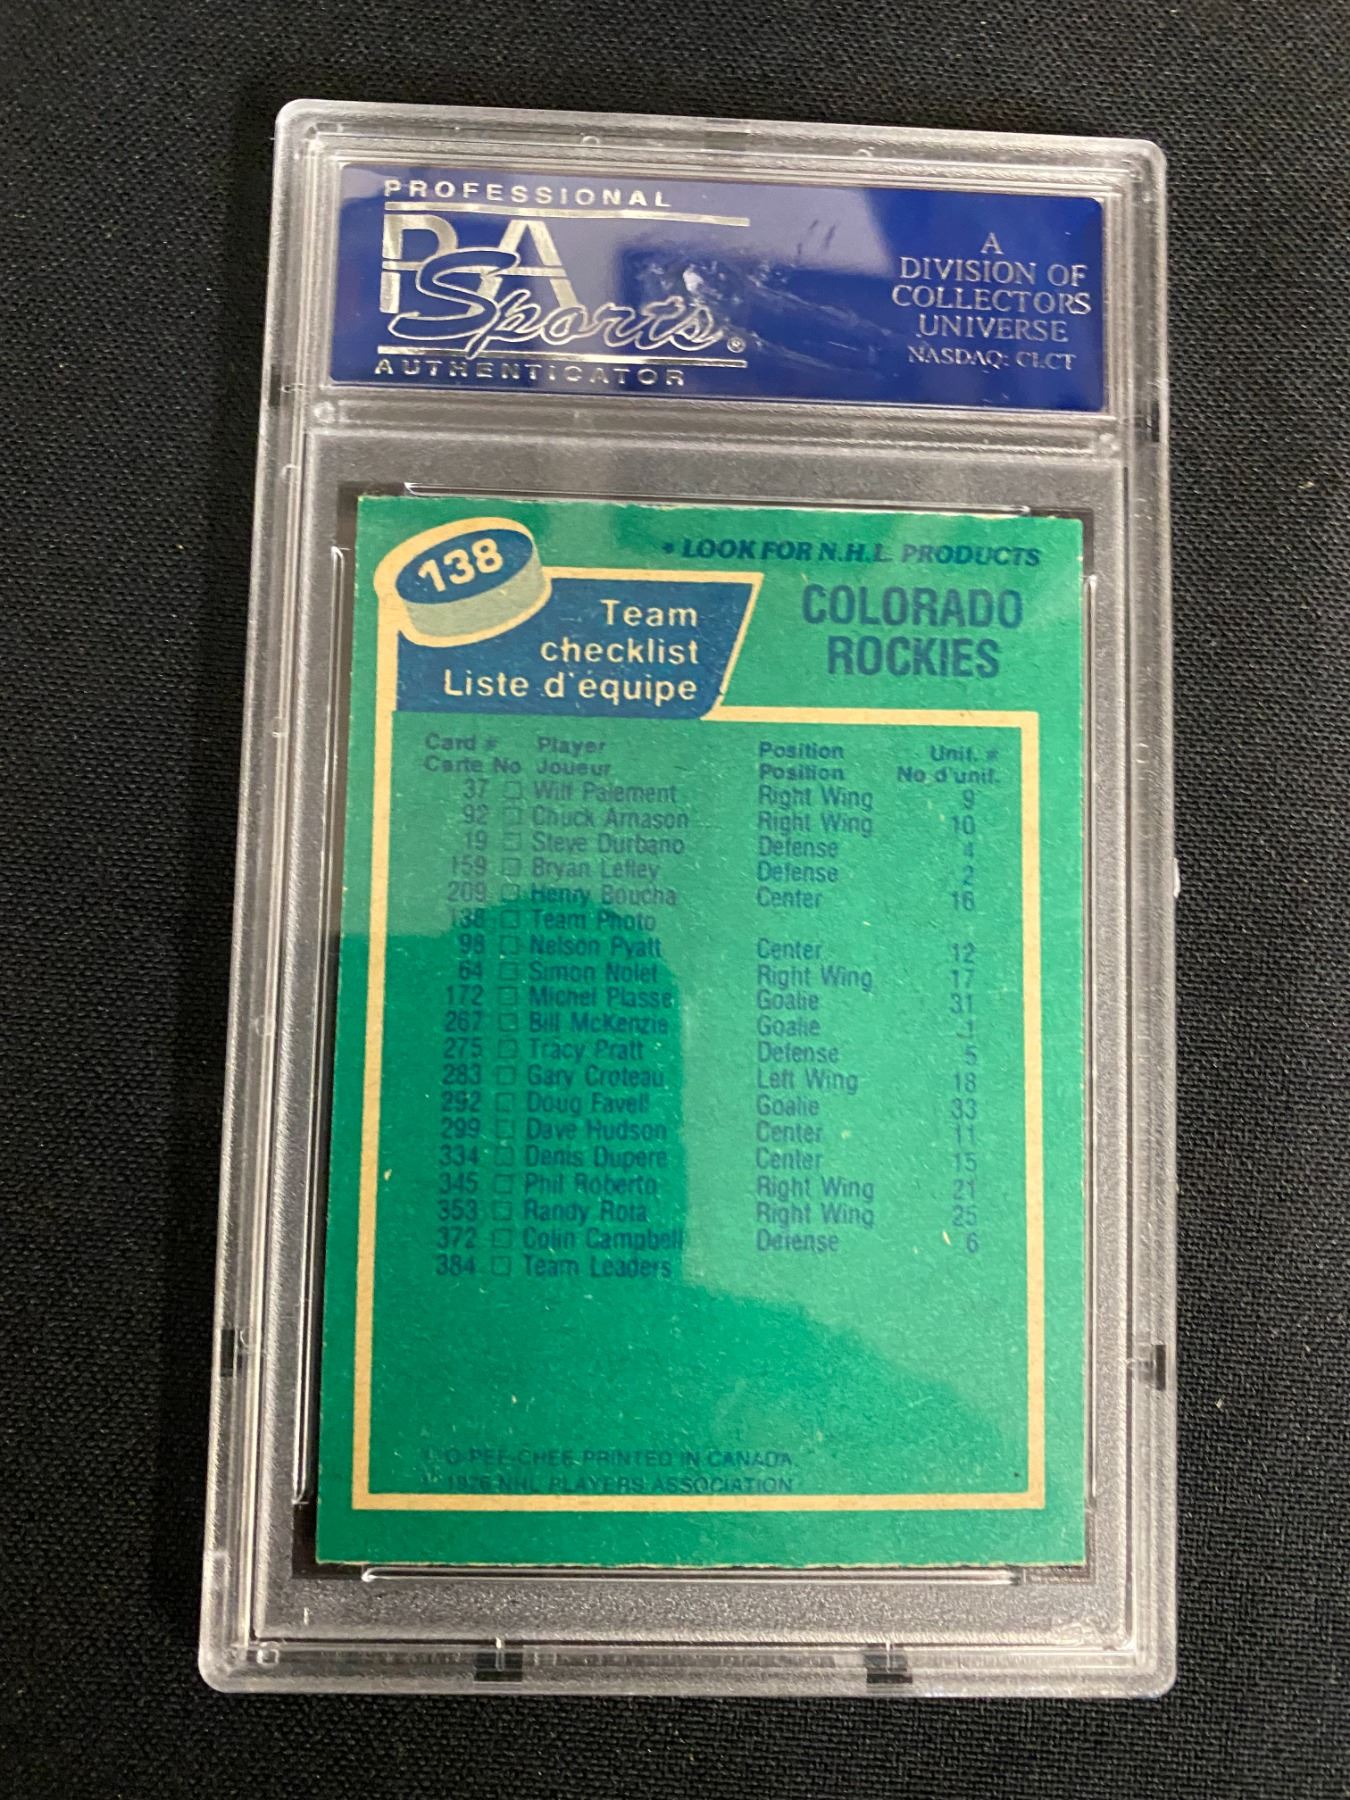 PROFESSIONAL
PSA
Sports®
AUTHENTICATOR
A
DIVISION OF
COLLECTORS
UNIVERSE
NASDAQ: CLCT
138
* LOOK FOR N.H.L. PRODUCTS
Team
checklist
Liste d'équipe
COLORADO
ROCKIES
Card # Player Position Unif. #
Carte No Joueur Position No d'unif.
37 □ Wilf Paiement Right Wing 9
92 □ Chuck Arnason Right Wing 10
19 □ Steve Durbano Defense 4
159 □ Bryan Lefley Defense 2
209 □ Henry Boucha Center 16
138 □ Team Photo
98 □ Nelson Pyatt Center 12
64 □ Simon Nolet Right Wing 17
172 □ Michel Plasse Goalie 31
267 □ Bill McKenzie Goalie 1
275 □ Tracy Pratt Defense 5
283 □ Gary Croteau Left Wing 18
292 □ Doug Favell Goalie 33
299 □ Dave Hudson Center 11
334 □ Denis Dupere Center 15
345 □ Phil Roberto Right Wing 21
353 □ Randy Rota Right Wing 25
372 □ Colin Campbell Defense 6
384 □ Team Leaders
O-PEE-CHEE PRINTED IN CANADA.
1976 NHL PLAYERS ASSOCIATION